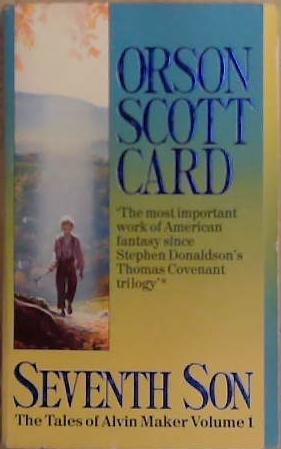 ORSON
SCOTT
CARD
'The most important
work of American
fantasy since
Stephen Donaldson's
Thomas Covenant
trilogy'*
SEVENTH SON
The Tales of Alvin Maker Volume 1